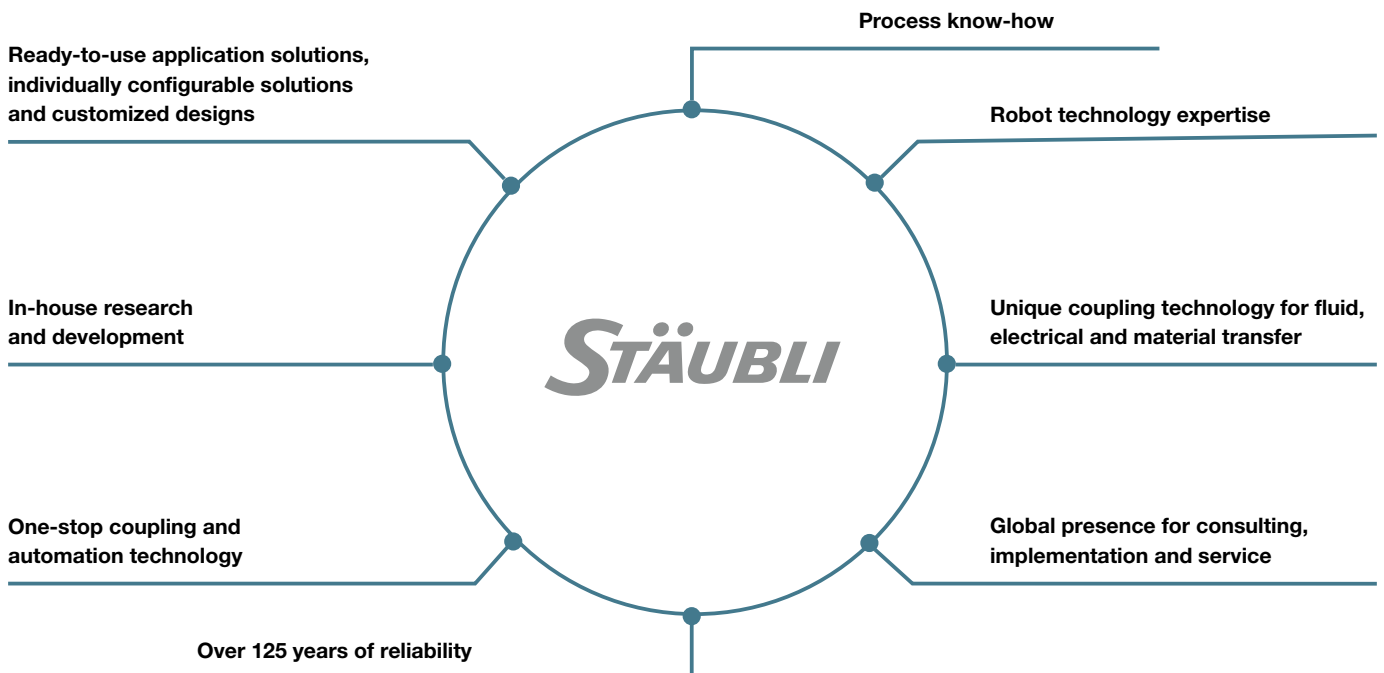 Process know-how
Ready-to-use application solutions,
individually configurable solutions
and customized designs
Robot technology expertise
In-house research
and development
Unique coupling technology for fluid,
electrical and material transfer
STÄUBLI
One-stop coupling and
automation technology
Global presence for consulting,
implementation and service
Over 125 years of reliability